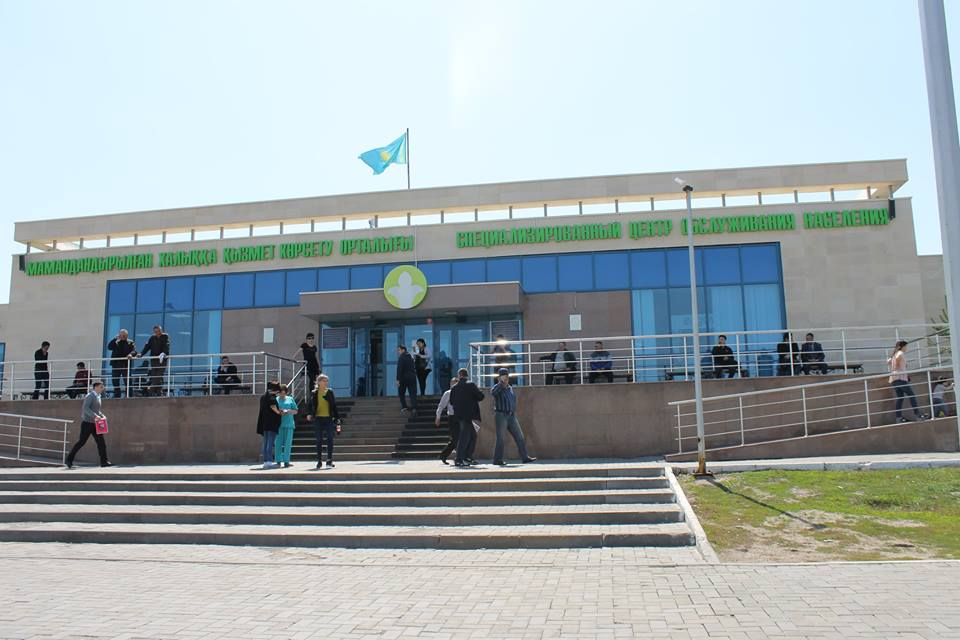 МАМАНДАНДЫРЫЛҒАН ХАЛЫҚҚА ҚЫЗМЕТ КӨРСЕТУ ОРТАЛЫҒЫ
СПЕЦИАЛИЗИРОВАННЫЙ ЦЕНТР ОБСЛУЖИВАНИЯ НАСЕЛЕНИЯ